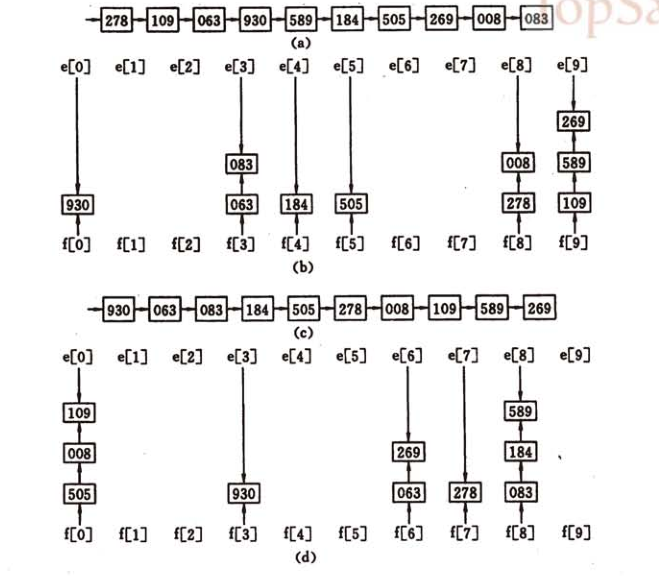 TopSa
278 109 063 930 589 184 505 269 008 083
(a)
e[0] e[1] e[2] e[3] e[4] e[5] e[6] e[7] e[8] e[9]
269
083 008 589
930 063 184 505 278 109
f[0] f[1] f[2] f[3] f[4] f[5] f[6] f[7] f[8] f[9]
(b)
930 063 083 184 505 278 008 109 589 269
(c)
e[0] e[1] e[2] e[3] e[4] e[5] e[6] e[7] e[8] e[9]
109 589
008 269 184
505 930 063 278 083
f[0] f[1] f[2] f[3] f[4] f[5] f[6] f[7] f[8] f[9]
(d)